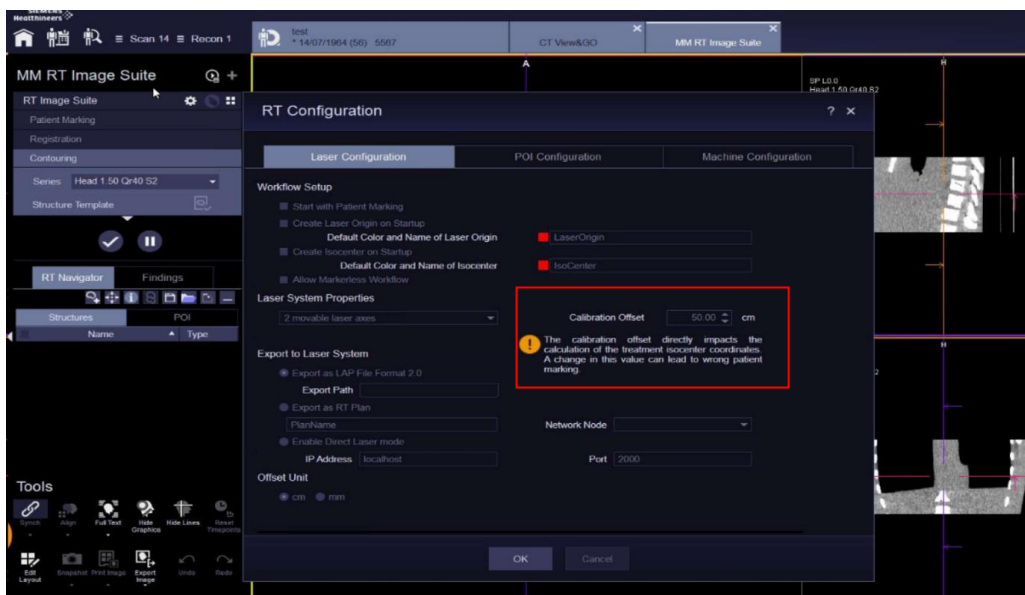 SIEMENS
Healthineers
Scan 14
Recon 1
test
* 14/07/1964 (56) 5567
CT View&GO
MM RT Image Suite
MM RT Image Suite
RT Image Suite
Patient Marking
Registration
Contouring
Series Head 1.50 Qr40 S2
Structure Template
RT Navigator
Findings
Structures
POI
Name
Type
Tools
Synch
Align
Full Text
Hide Graphics
Hide Lines
Reset Timepoints
Edit Layout
Snapshot
Print Image
Export Image
Undo
Redo
A
H
SP L0.0
Head 1.50 Qr40 S2
H
RT Configuration
?
Laser Configuration
POI Configuration
Machine Configuration
Workflow Setup
Start with Patient Marking
Create Laser Origin on Startup
Default Color and Name of Laser Origin LaserOrigin
Create Isocenter on Startup
Default Color and Name of Isocenter IsoCenter
Allow Markerless Workflow
Laser System Properties
2 movable laser axes
Calibration Offset 50.00 cm
The calibration offset directly impacts the
calculation of the treatment isocenter coordinates.
A change in this value can lead to wrong patient
marking.
Export to Laser System
Export as LAP File Format 2.0
Export Path
Export as RT Plan
PlanName
Network Node
Enable Direct Laser mode
IP Address localhost
Port 2000
Offset Unit
cm mm
OK
Cancel